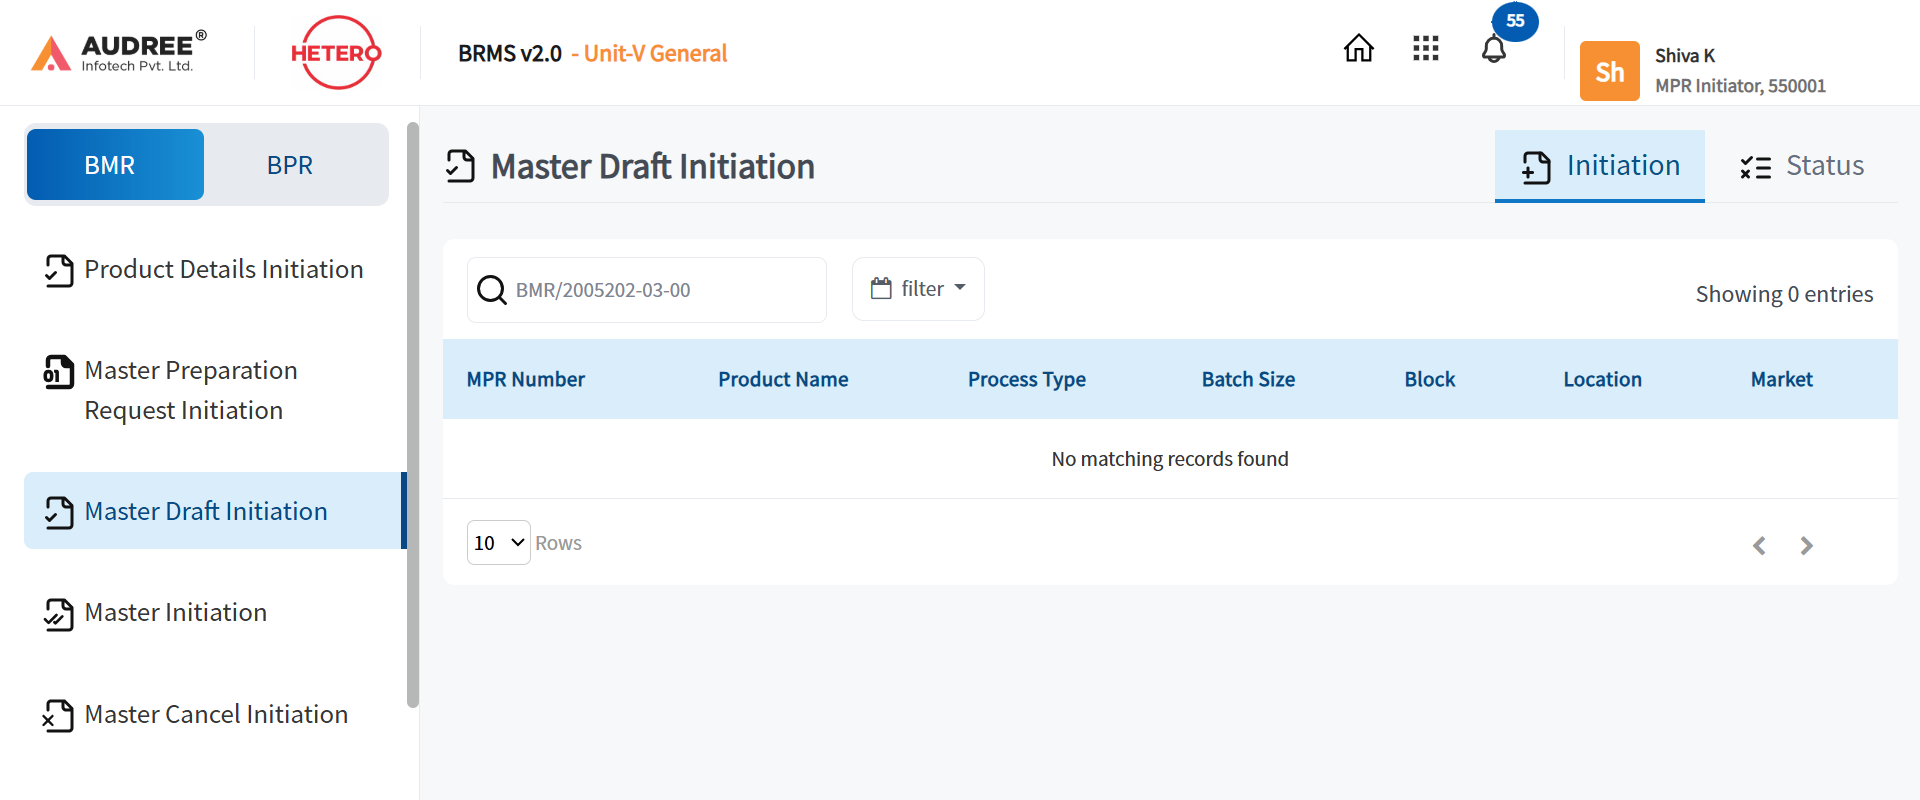 AUDREE®
Infotech Pvt. Ltd.
HETERO
BRMS v2.0 - Unit-V General
55
Sh
Shiva K
MPR Initiator, 550001
BMR
BPR
Product Details Initiation
01
Master Preparation
Request Initiation
Master Draft Initiation
Master Initiation
Master Cancel Initiation
Master Draft Initiation
Initiation
Status
BMR/2005202-03-00
filter
Showing 0 entries
MPR Number Product Name Process Type Batch Size Block Location Market
No matching records found
10 Rows